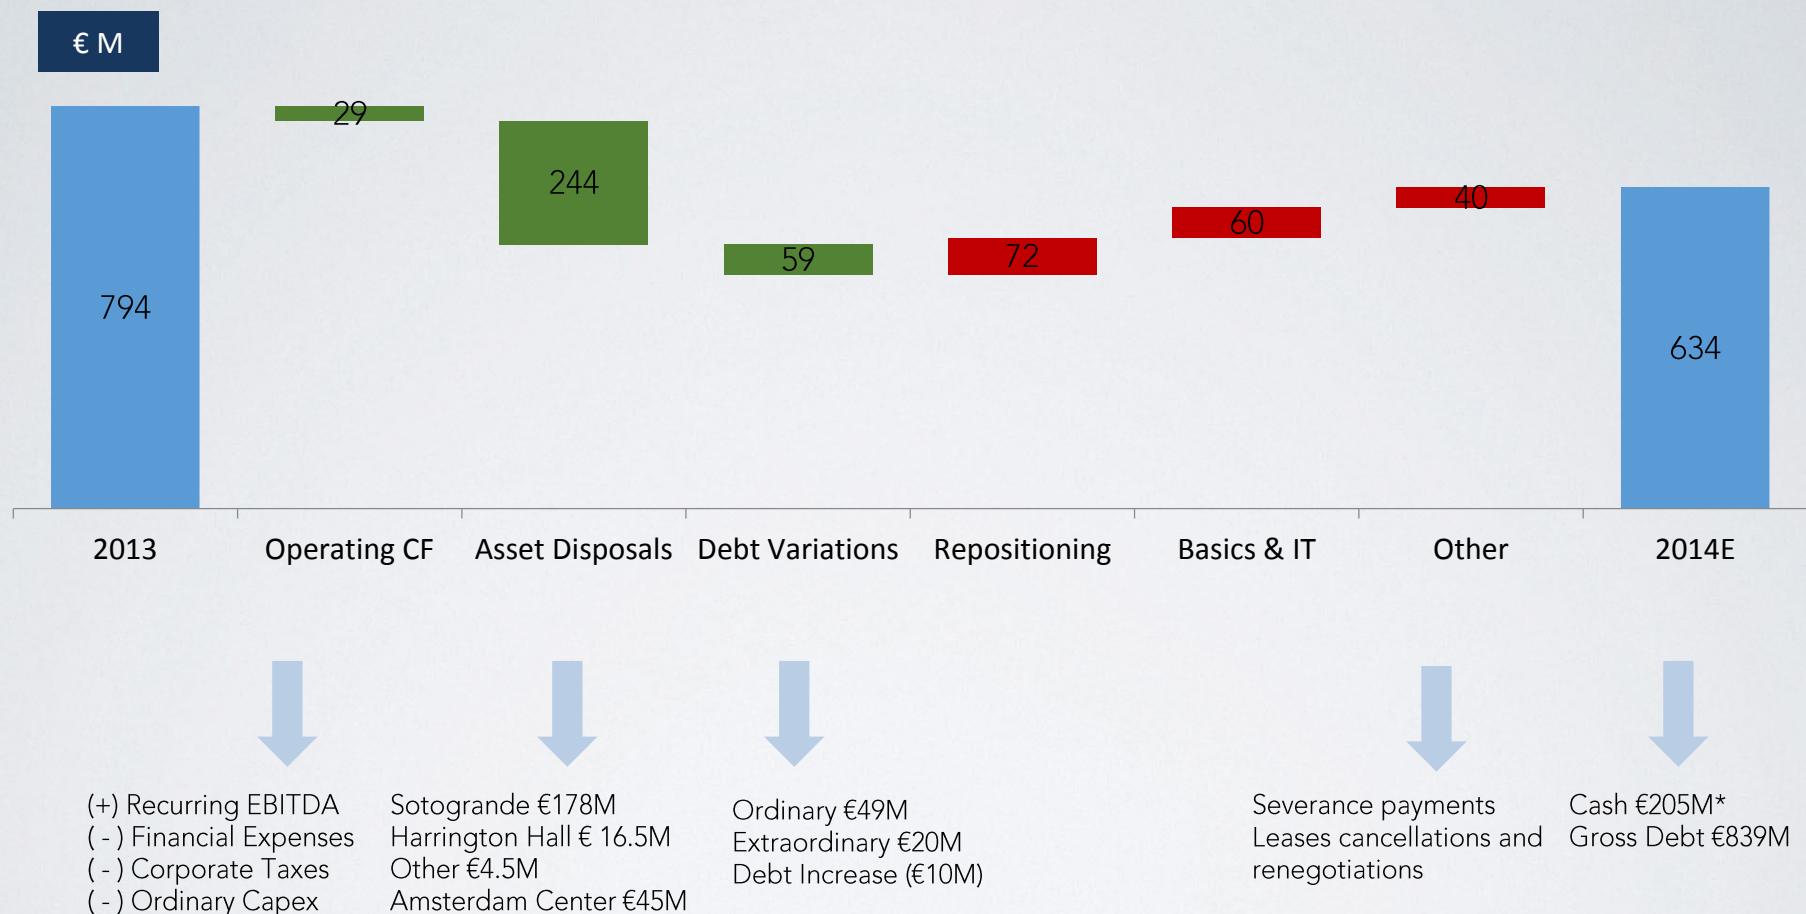 € M
794
29
244
59
72
60
40
634
2013
Operating CF
Asset Disposals
Debt Variations
Repositioning
Basics & IT
Other
2014E
(+) Recurring EBITDA
( - ) Financial Expenses
( - ) Corporate Taxes
( - ) Ordinary Capex
Sotogrande €178M
Harrington Hall € 16.5M
Other €4.5M
Amsterdam Center €45M
Ordinary €49M
Extraordinary €20M
Debt Increase (€10M)
Severance payments
Leases cancellations and
renegotiations
Cash €205M*
Gross Debt €839M